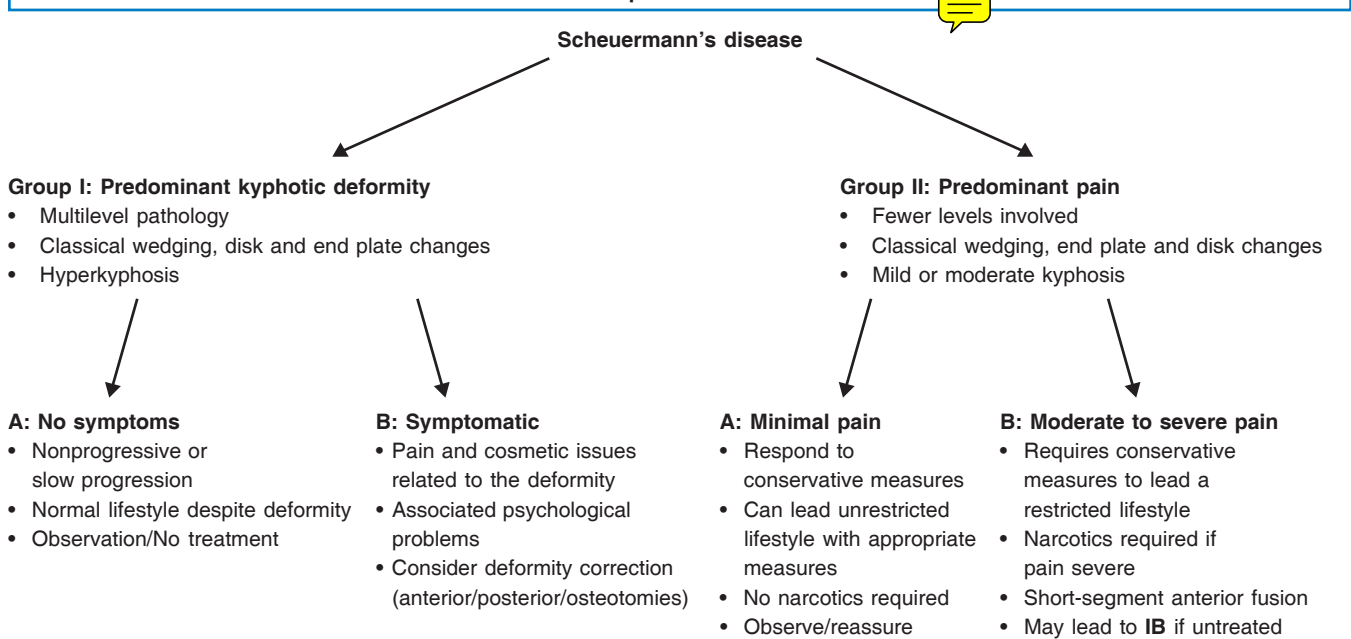 Scheuermann's disease
Group I: Predominant kyphotic deformity
• Multilevel pathology
• Classical wedging, disk and end plate changes
• Hyperkyphosis
Group II: Predominant pain
• Fewer levels involved
• Classical wedging, end plate and disk changes
• Mild or moderate kyphosis
A: No symptoms
• Nonprogressive or
slow progression
• Normal lifestyle despite deformity
• Observation/No treatment
B: Symptomatic
• Pain and cosmetic issues
related to the deformity
• Associated psychological
problems
• Consider deformity correction
(anterior/posterior/osteotomies)
A: Minimal pain
• Respond to
conservative measures
• Can lead unrestricted
lifestyle with appropriate
measures
• No narcotics required
• Observe/reassure
B: Moderate to severe pain
• Requires conservative
measures to lead a
restricted lifestyle
• Narcotics required if
pain severe
• Short-segment anterior fusion
• May lead to IB if untreated